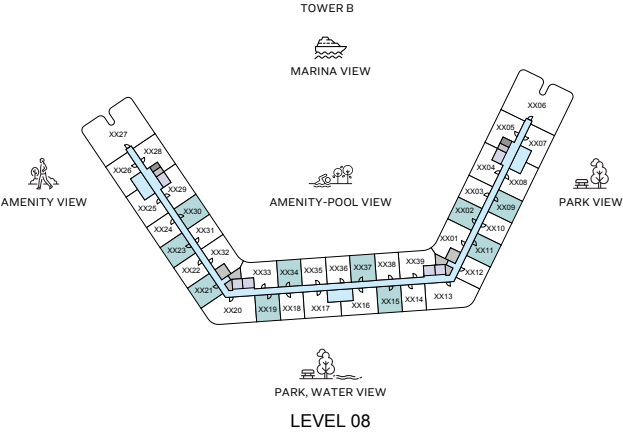 TOWER B
MARINA VIEW
XX27
XX28
XX26
XX29
XX25
XX30
XX24
XX31
XX23
XX32
XX22
XX21
XX20
XX06
XX05
XX07
XX04
XX08
XX03
XX09
XX02
XX10
XX01
XX11
XX12
AMENITY VIEW
AMENITY-POOL VIEW
PARK VIEW
XX33
XX34
XX35
XX36
XX37
XX38
XX39
XX19
XX18
XX17
XX16
XX15
XX14
XX13
PARK, WATER VIEW
LEVEL 08